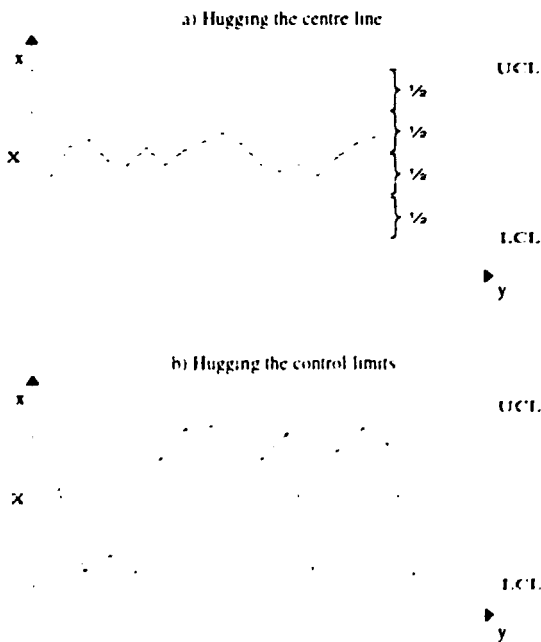 a) Hugging the centre line
x
UCL
½
½
X
½
½
LCL
y
b) Hugging the control limits
x
UCL
X
LCL
y